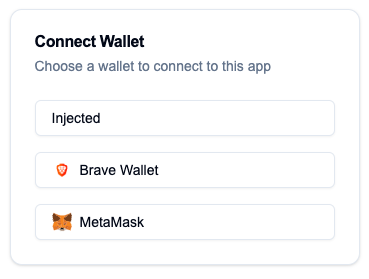 Connect Wallet
Choose a wallet to connect to this app
Injected
Brave Wallet
MetaMask